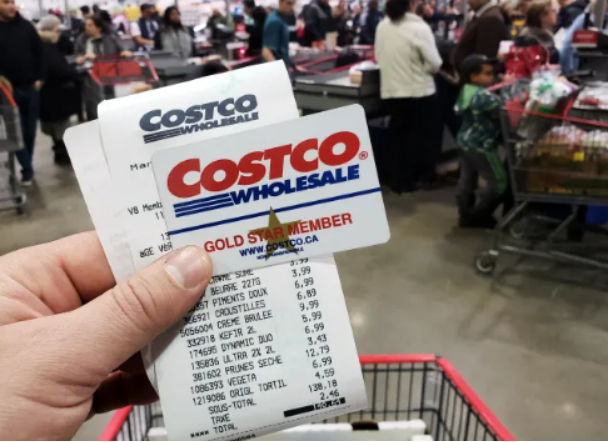 COSTCO
WHOLESALE
COSTCO®
WHOLESALE
GOLD STAR MEMBER
WWW.COSTCO.CA
3.99
BEURRE 227G 3.99
PIMENTS DOUX 6.99
CROUSTILLES 6.89
5056004 CREME BRULEE 9.99
332918 KEFIR 2L 5.99
174695 DYNAMIC DUO 6.99
135836 ULTRA 2% 2L 3.43
381602 PRUNES SECHE 12.79
1086393 VEGETA 6.99
1219086 ORIGL TORTIL 4.59
SOUS-TOTAL 138.18
TAXE 2.46
**** TOTAL